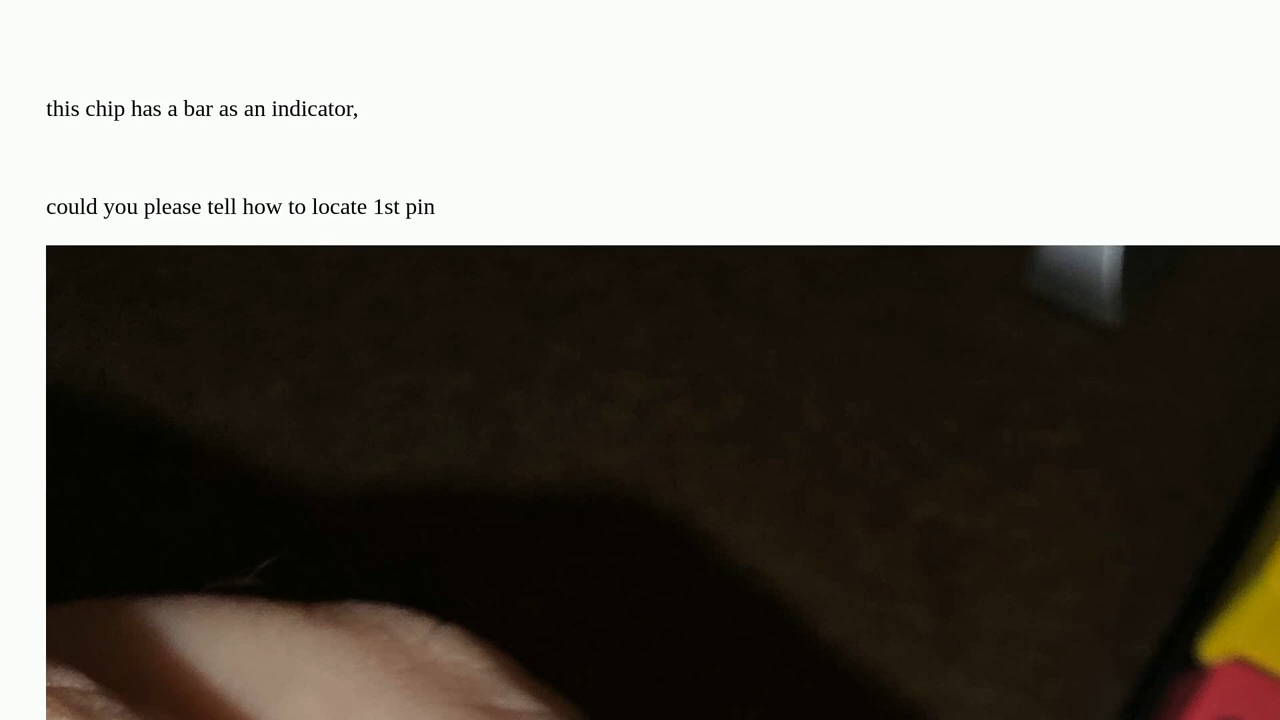 this chip has a bar as an indicator,
could you please tell how to locate 1st pin